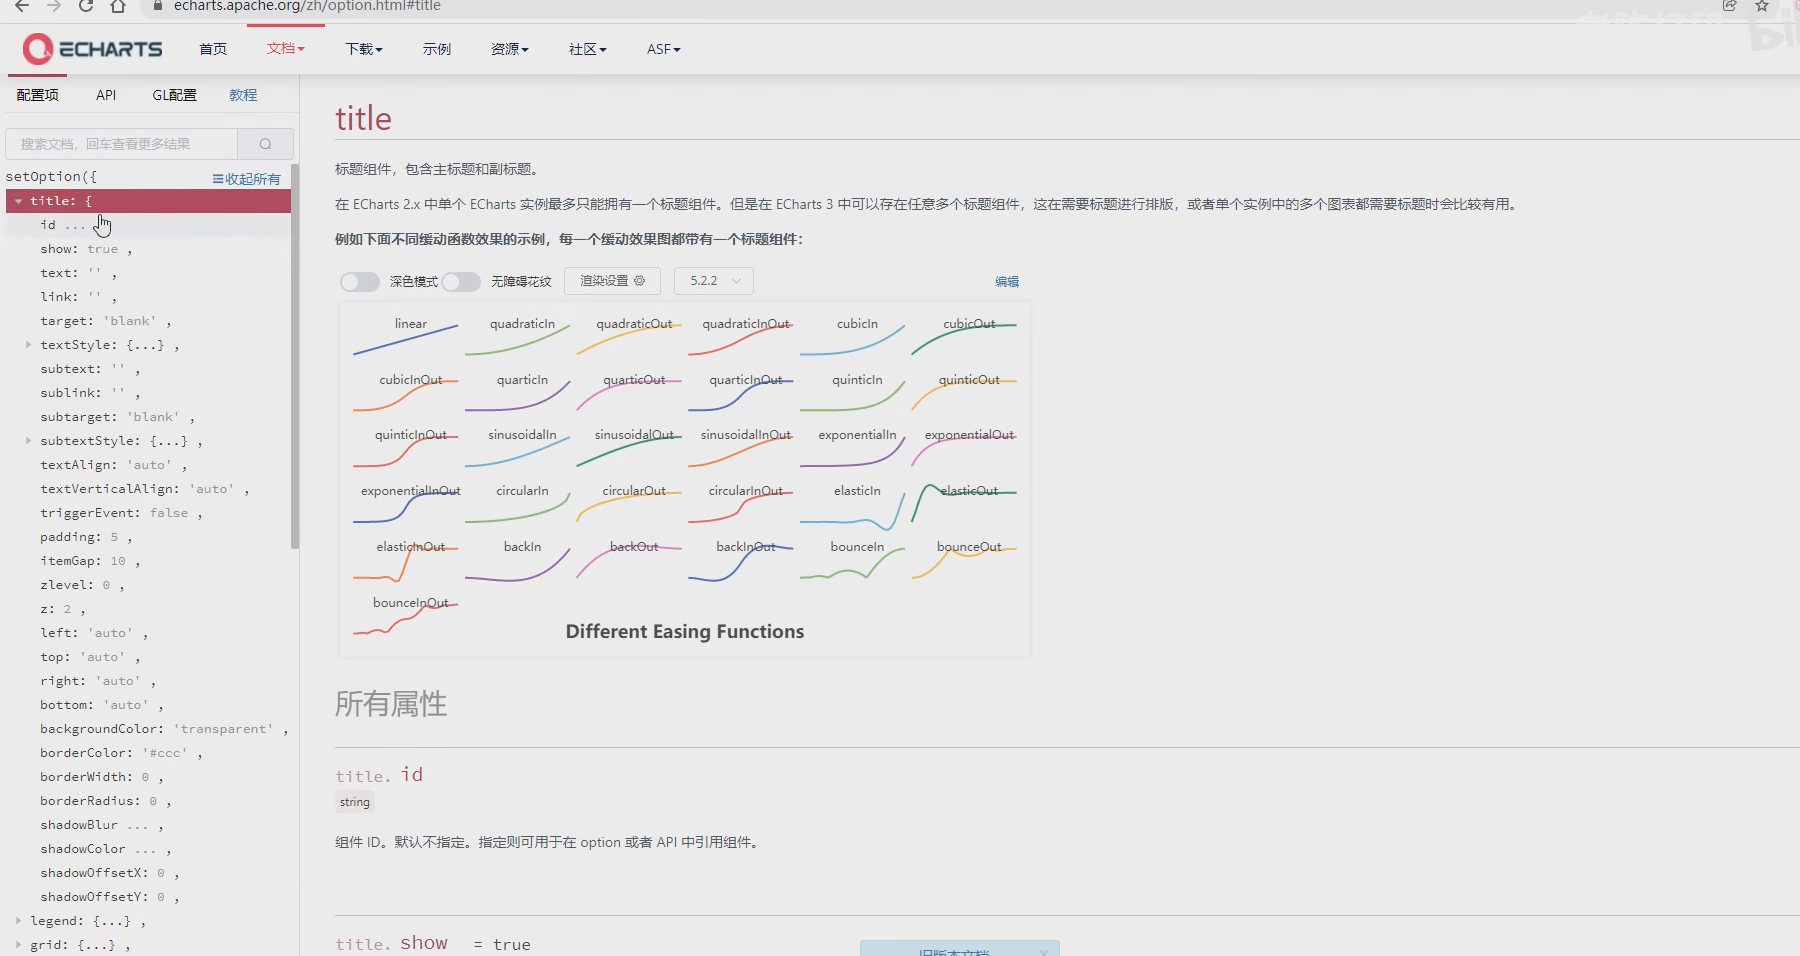 echarts.apache.org/zh/option.html#title
ECHARTS
首页 文档 下载 示例 资源 社区 ASF
配置项 API GL配置 教程
搜索文档，回车查看更多结果
setOption({
收起所有
title: {
id ...
show: true ,
text: '' ,
link: '' ,
target: 'blank' ,
textStyle: {...} ,
subtext: '' ,
sublink: '' ,
subtarget: 'blank' ,
subtextStyle: {...} ,
textAlign: 'auto' ,
textVerticalAlign: 'auto' ,
triggerEvent: false ,
padding: 5 ,
itemGap: 10 ,
zlevel: 0 ,
z: 2 ,
left: 'auto' ,
top: 'auto' ,
right: 'auto' ,
bottom: 'auto' ,
backgroundColor: 'transparent' ,
borderColor: '#ccc' ,
borderWidth: 0 ,
borderRadius: 0 ,
shadowBlur ... ,
shadowColor ... ,
shadowOffsetX: 0 ,
shadowOffsetY: 0 ,
legend: {...} ,
grid: {...} ,
title
标题组件，包含主标题和副标题。
在 ECharts 2.x 中单个 ECharts 实例最多只能拥有一个标题组件。但是在 ECharts 3 中可以存在任意多个标题组件，这在需要标题进行排版，或者单个实例中的多个图表都需要标题时会比较有用。
例如下面不同缓动函数效果的示例，每一个缓动效果图都带有一个标题组件：
深色模式 无障碍花纹 渲染设置 5.2.2 编辑
linear quadraticIn quadraticOut quadraticInOut cubicIn cubicOut
cubicInOut quarticIn quarticOut quarticInOut quinticIn quinticOut
quinticInOut sinusoidalIn sinusoidalOut sinusoidalInOut exponentialIn exponentialOut
exponentialInOut circularIn circularOut circularInOut elasticIn elasticOut
elasticInOut backIn backOut backInOut bounceIn bounceOut
bounceInOut
Different Easing Functions
所有属性
title. id
string
组件 ID。默认不指定。指定则可用于在 option 或者 API 中引用组件。
title. show = true
旧版本文档